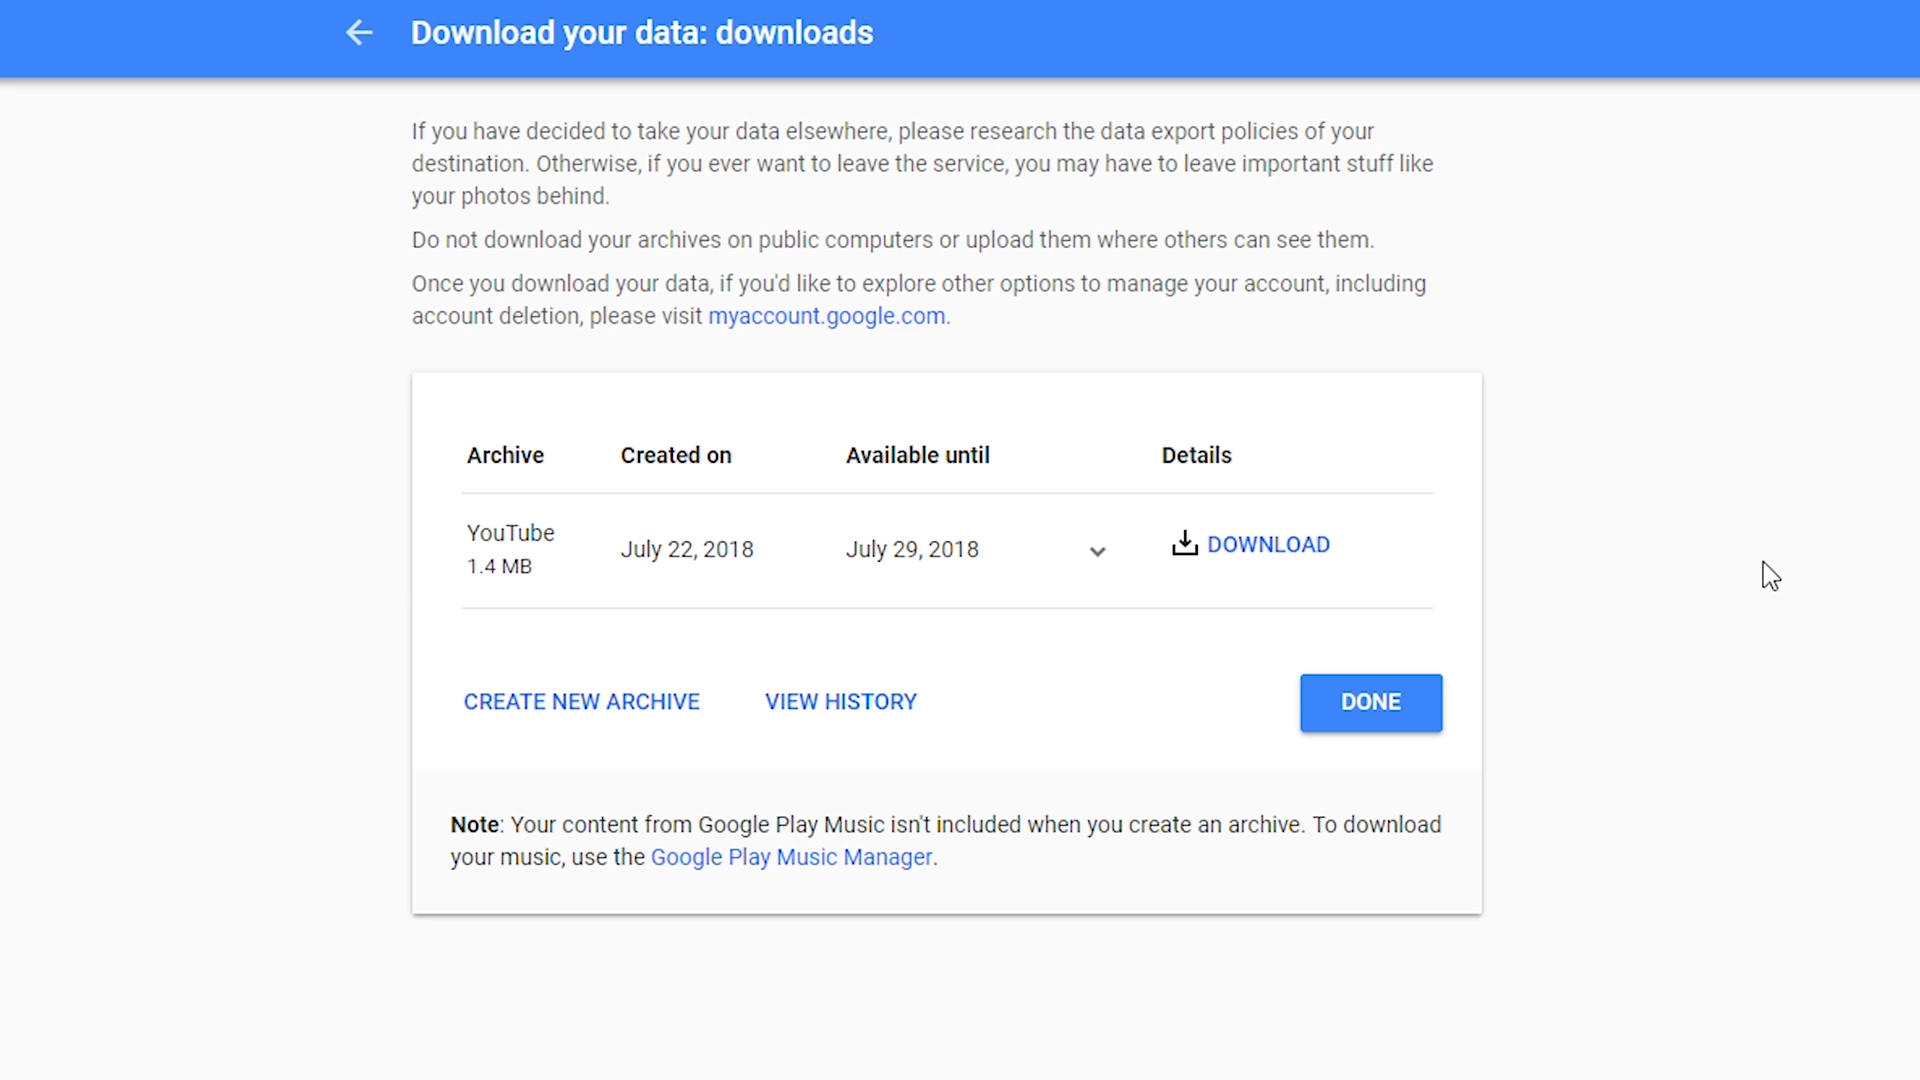 Download your data: downloads
If you have decided to take your data elsewhere, please research the data export policies of your
destination. Otherwise, if you ever want to leave the service, you may have to leave important stuff like
your photos behind.
Do not download your archives on public computers or upload them where others can see them.
Once you download your data, if you'd like to explore other options to manage your account, including
account deletion, please visit myaccount.google.com.
Archive Created on Available until Details
YouTube
1.4 MB
July 22, 2018 July 29, 2018 DOWNLOAD
CREATE NEW ARCHIVE VIEW HISTORY DONE
Note: Your content from Google Play Music isn't included when you create an archive. To download
your music, use the Google Play Music Manager.